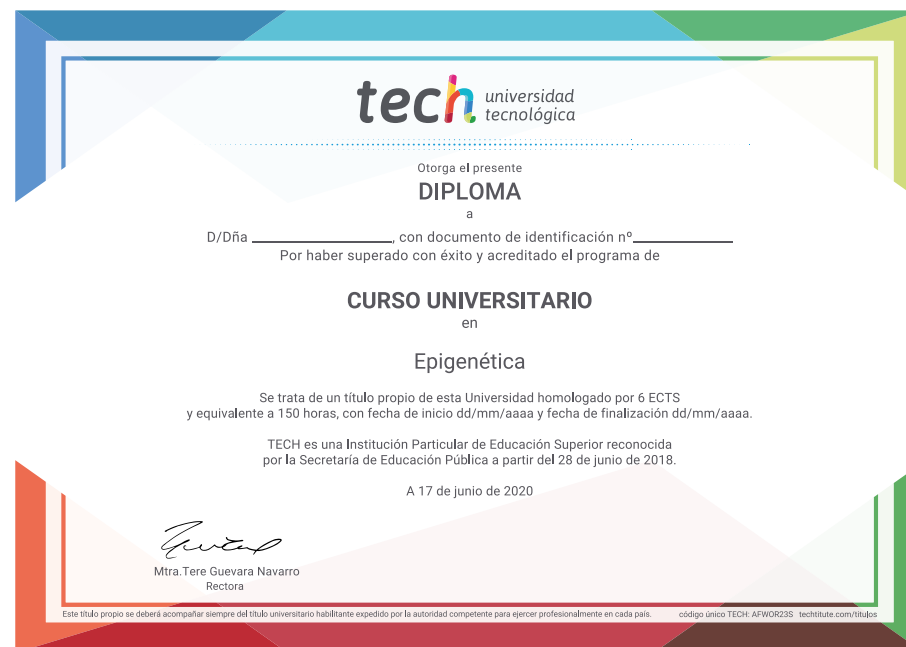 tech universidad
tecnológica
Otorga el presente
DIPLOMA
a
D/Dña ____________________, con documento de identificación nº______________
Por haber superado con éxito y acreditado el programa de
CURSO UNIVERSITARIO
en
Epigenética
Se trata de un título propio de esta Universidad homologado por 6 ECTS
y equivalente a 150 horas, con fecha de inicio dd/mm/aaaa y fecha de finalización dd/mm/aaaa.
TECH es una Institución Particular de Educación Superior reconocida
por la Secretaría de Educación Pública a partir del 28 de junio de 2018.
A 17 de junio de 2020
Mtra.Tere Guevara Navarro
Rectora
Este título propio se deberá acompañar siempre del título universitario habilitante expedido por la autoridad competente para ejercer profesionalmente en cada país. código único TECH: AFWOR23S techtitute.com/títulos